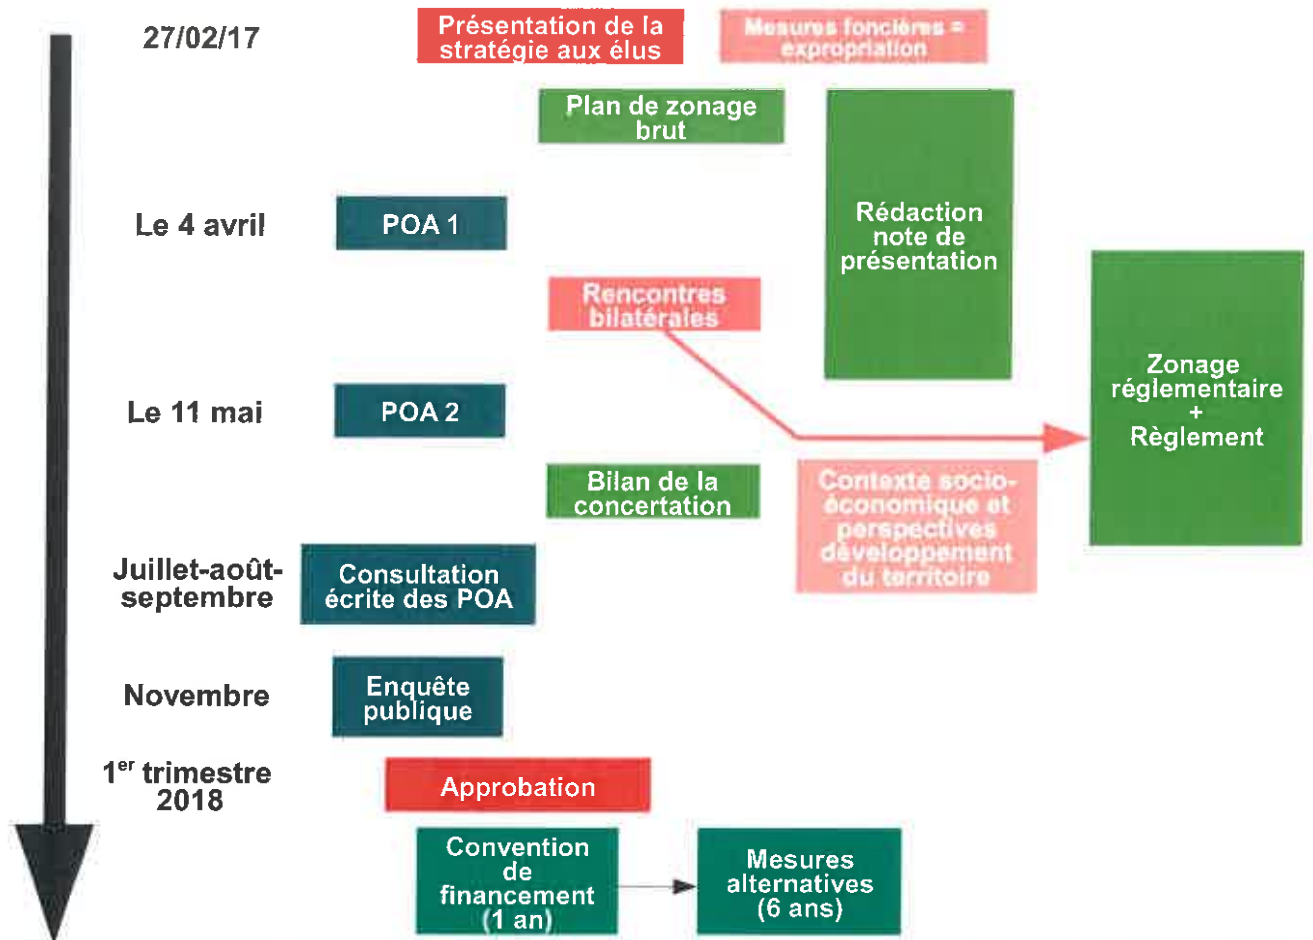 27/02/17
Présentation de la
stratégie aux élus
Mesures foncières =
expropriation
Plan de zonage
brut
Rédaction
note de
présentation
Le 4 avril
POA 1
Rencontres
bilatérales
Zonage
réglementaire
+
Règlement
Le 11 mai
POA 2
Bilan de la
concertation
Contexte socio-
économique et
perspectives
développement
du territoire
Juillet-août-
septembre
Consultation
écrite des POA
Novembre
Enquête
publique
1er trimestre
2018
Approbation
Convention
de
financement
(1 an)
Mesures
alternatives
(6 ans)